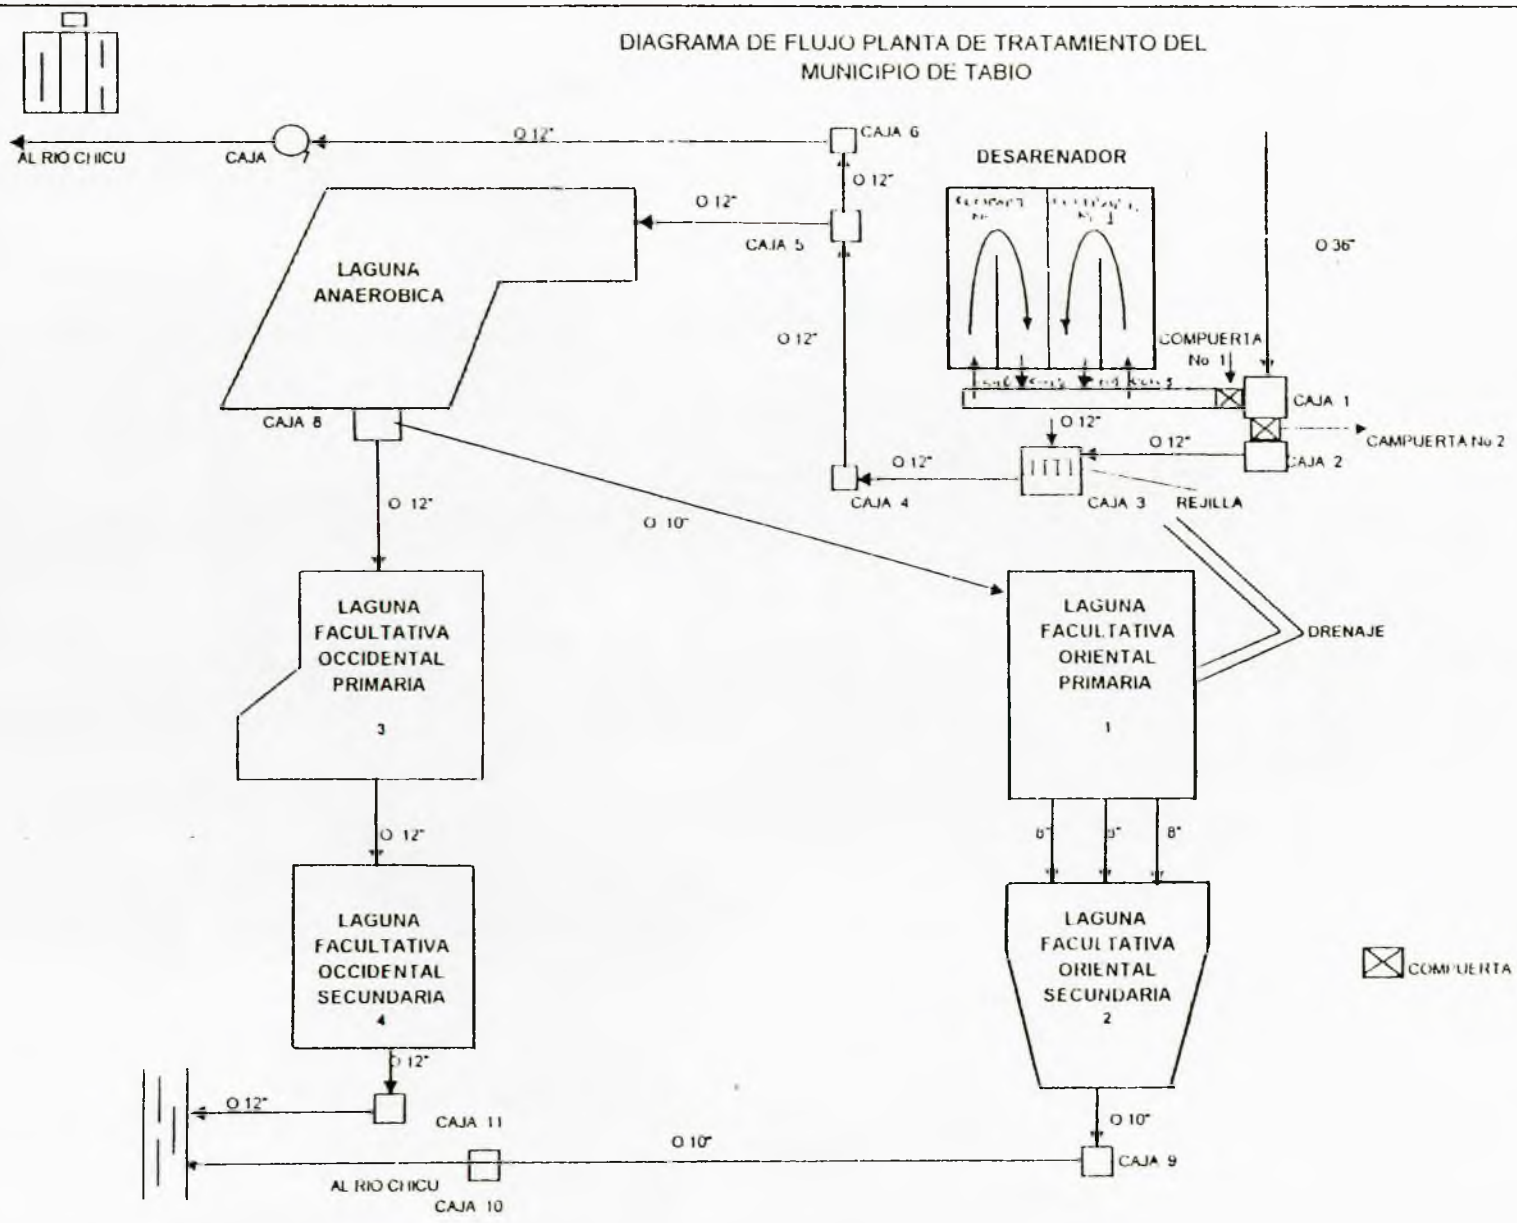 DIAGRAMA DE FLUJO PLANTA DE TRATAMIENTO DEL
MUNICIPIO DE TABIO
AL RIO CHICU
CAJA 7
O 12"
CAJA 6
O 12"
O 12"
CAJA 5
O 12"
DESARENADOR
O 36"
COMPUERTA
No 1
CAJA 1
CAMPUERTA No 2
CAJA 2
O 12"
O 12"
CAJA 3
REJILLA
O 12"
CAJA 4
LAGUNA
ANAEROBICA
CAJA 8
O 12"
O 10"
LAGUNA
FACULTATIVA
OCCIDENTAL
PRIMARIA
3
LAGUNA
FACULTATIVA
ORIENTAL
PRIMARIA
1
DRENAJE
O 12"
8"
8"
8"
LAGUNA
FACULTATIVA
OCCIDENTAL
SECUNDARIA
4
LAGUNA
FACULTATIVA
ORIENTAL
SECUNDARIA
2
COMPUERTA
O 12"
O 12"
CAJA 11
O 10"
O 10"
CAJA 9
AL RIO CHICU
CAJA 10